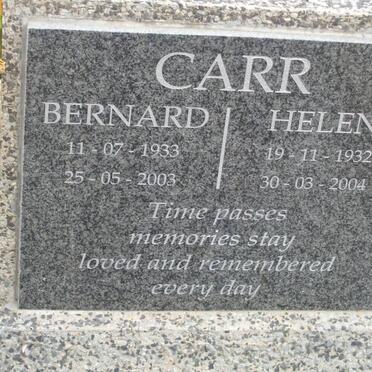 CARR
BERNARD HELEN
11 - 07 - 1933 19 - 11 - 1932
25 - 05 - 2003 30 - 03 - 2004
Time passes
memories stay
loved and remembered
every day